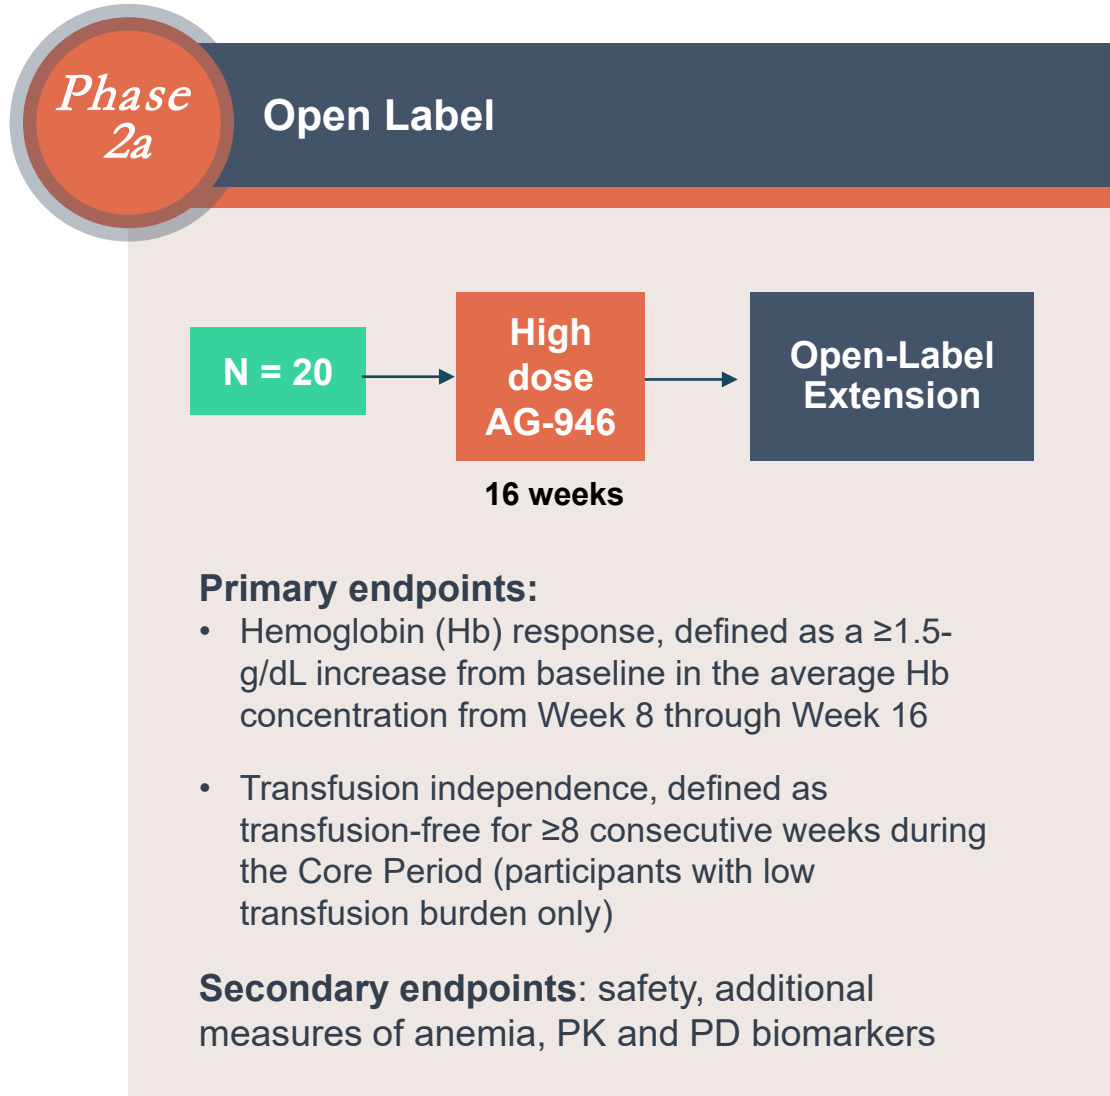 Phase
2a
Open Label
N = 20
High
dose
AG-946
Open-Label
Extension
16 weeks
Primary endpoints:
• Hemoglobin (Hb) response, defined as a ≥1.5-
g/dL increase from baseline in the average Hb
concentration from Week 8 through Week 16
• Transfusion independence, defined as
transfusion-free for ≥8 consecutive weeks during
the Core Period (participants with low
transfusion burden only)
Secondary endpoints: safety, additional
measures of anemia, PK and PD biomarkers